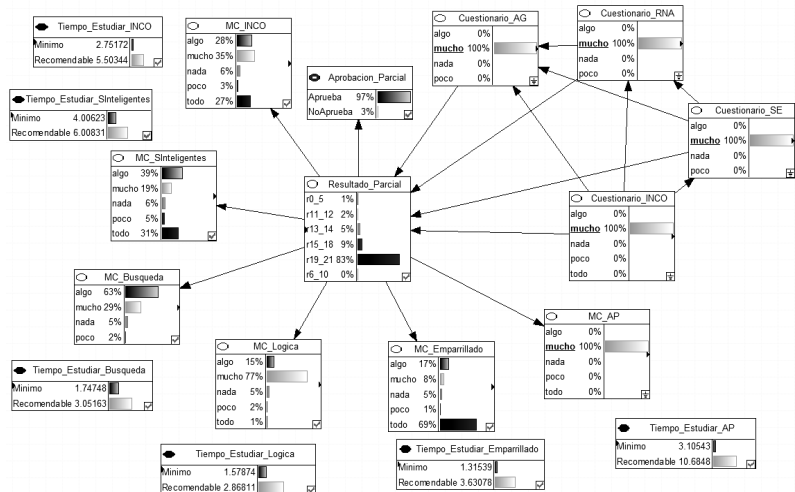 Tiempo_Estudiar_INCO
Minimo 2.75172
Recomendable 5.50344
MC_INCO
algo 28%
mucho 35%
nada 6%
poco 3%
todo 27%
Cuestionario_AG
algo 0%
mucho 100%
nada 0%
poco 0%
Cuestionario_RNA
algo 0%
mucho 100%
nada 0%
poco 0%
Aprobacion_Parcial
Aprueba 97%
NoAprueba 3%
Tiempo_Estudiar_SInteligentes
Minimo 4.00623
Recomendable 6.00831
Cuestionario_SE
algo 0%
mucho 100%
nada 0%
poco 0%
MC_SInteligentes
algo 39%
mucho 19%
nada 6%
poco 5%
todo 31%
Resultado_Parcial
r0_5 1%
r11_12 2%
r13_14 5%
r15_18 9%
r19_21 83%
r6_10 0%
Cuestionario_INCO
algo 0%
mucho 100%
nada 0%
poco 0%
todo 0%
MC_Busqueda
algo 63%
mucho 29%
nada 5%
poco 2%
MC_Logica
algo 15%
mucho 77%
nada 5%
poco 2%
todo 1%
MC_Emparrillado
algo 17%
mucho 8%
nada 5%
poco 1%
todo 69%
MC_AP
algo 0%
mucho 100%
nada 0%
poco 0%
todo 0%
Tiempo_Estudiar_Busqueda
Minimo 1.74748
Recomendable 3.05163
Tiempo_Estudiar_Logica
Minimo 1.57874
Recomendable 2.86811
Tiempo_Estudiar_Emparrillado
Minimo 1.31539
Recomendable 3.63078
Tiempo_Estudiar_AP
Minimo 3.10543
Recomendable 10.6848